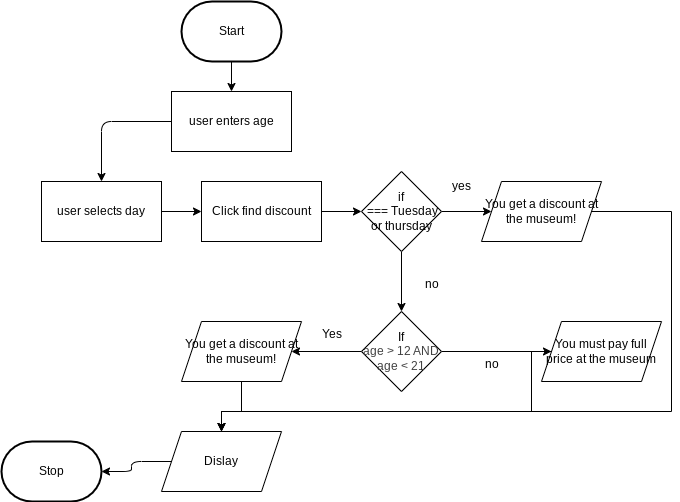 Start
user enters age
user selects day
Click find discount
if
=== Tuesday
or thursday
yes
You get a discount at
the museum!
no
Yes
You get a discount at
the museum!
If
age > 12 AND
age < 21
no
You must pay full
price at the museum
Dislay
Stop